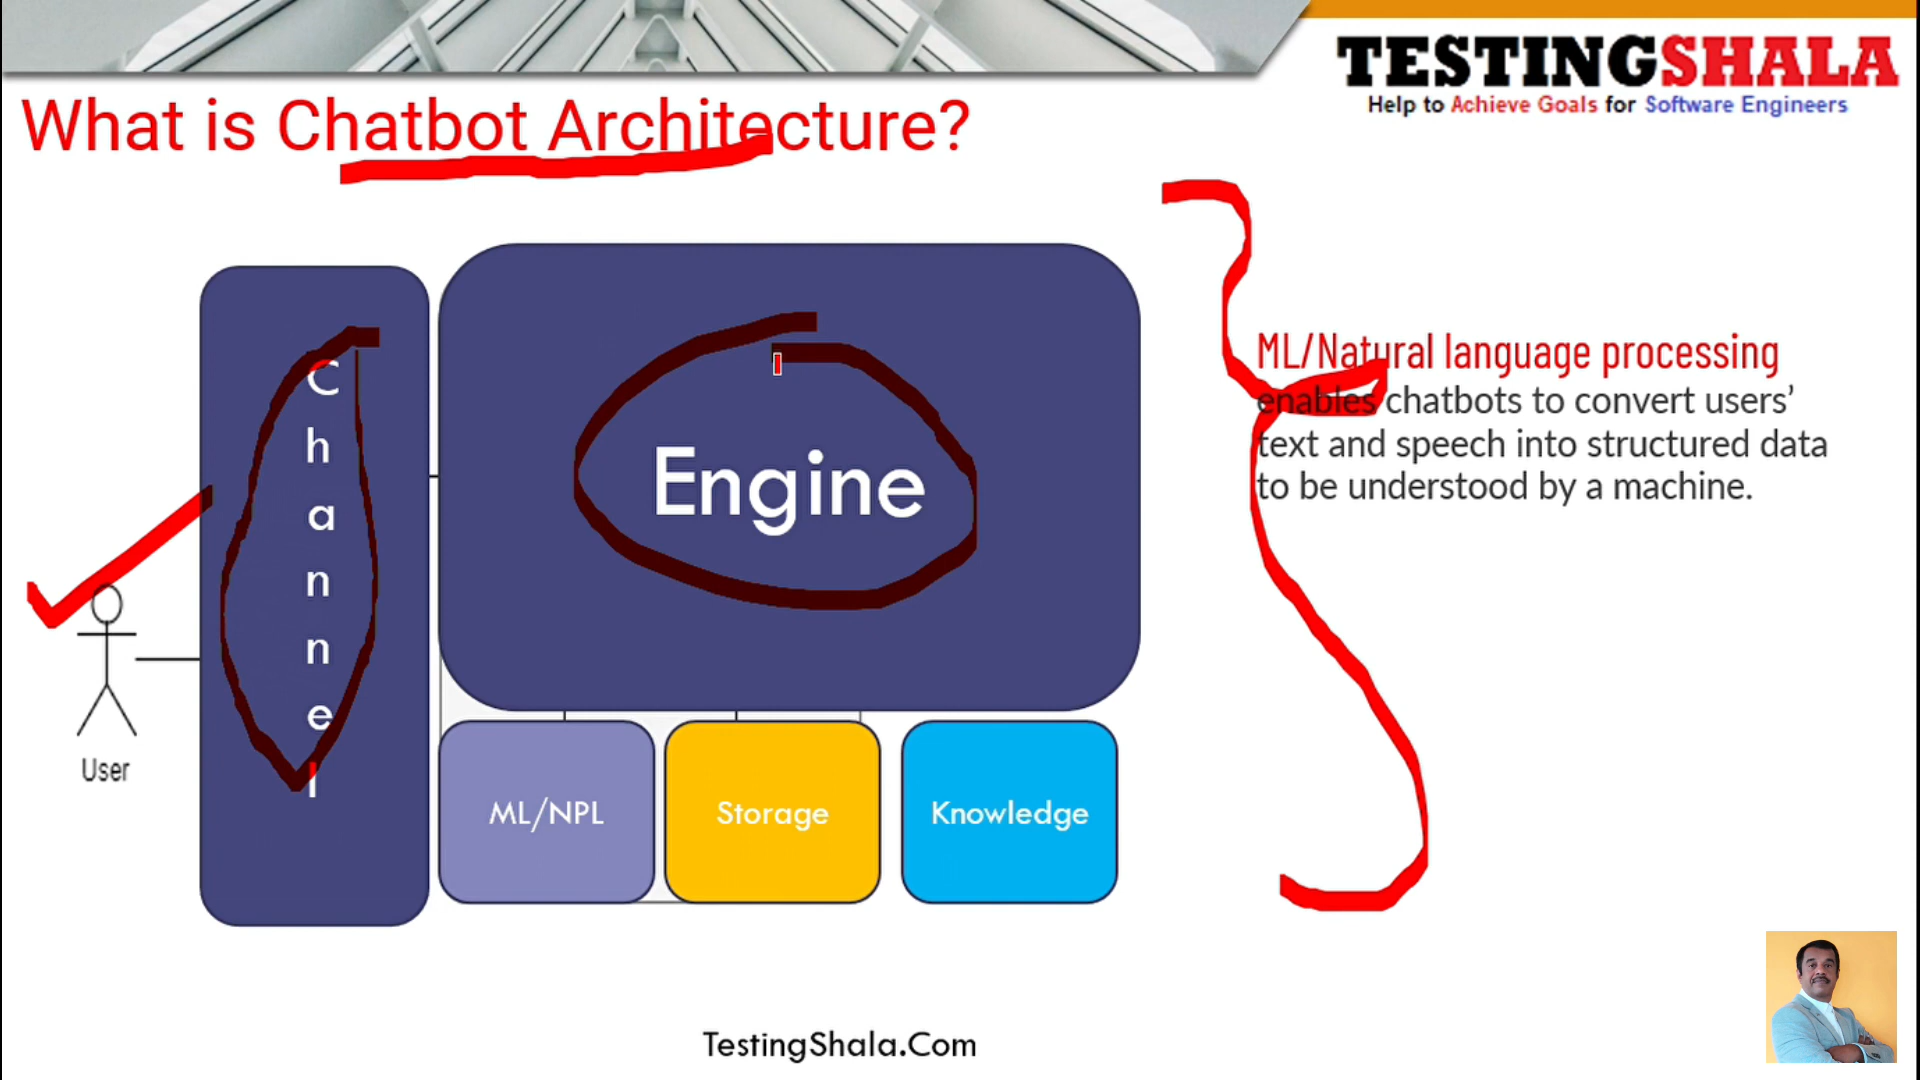 TESTINGSHALA
Help to Achieve Goals for Software Engineers
What is Chatbot Architecture?
Channel
Engine
ML/Natural language processing
enables chatbots to convert users’
text and speech into structured data
to be understood by a machine.
User
ML/NPL
Storage
Knowledge
TestingShala.Com